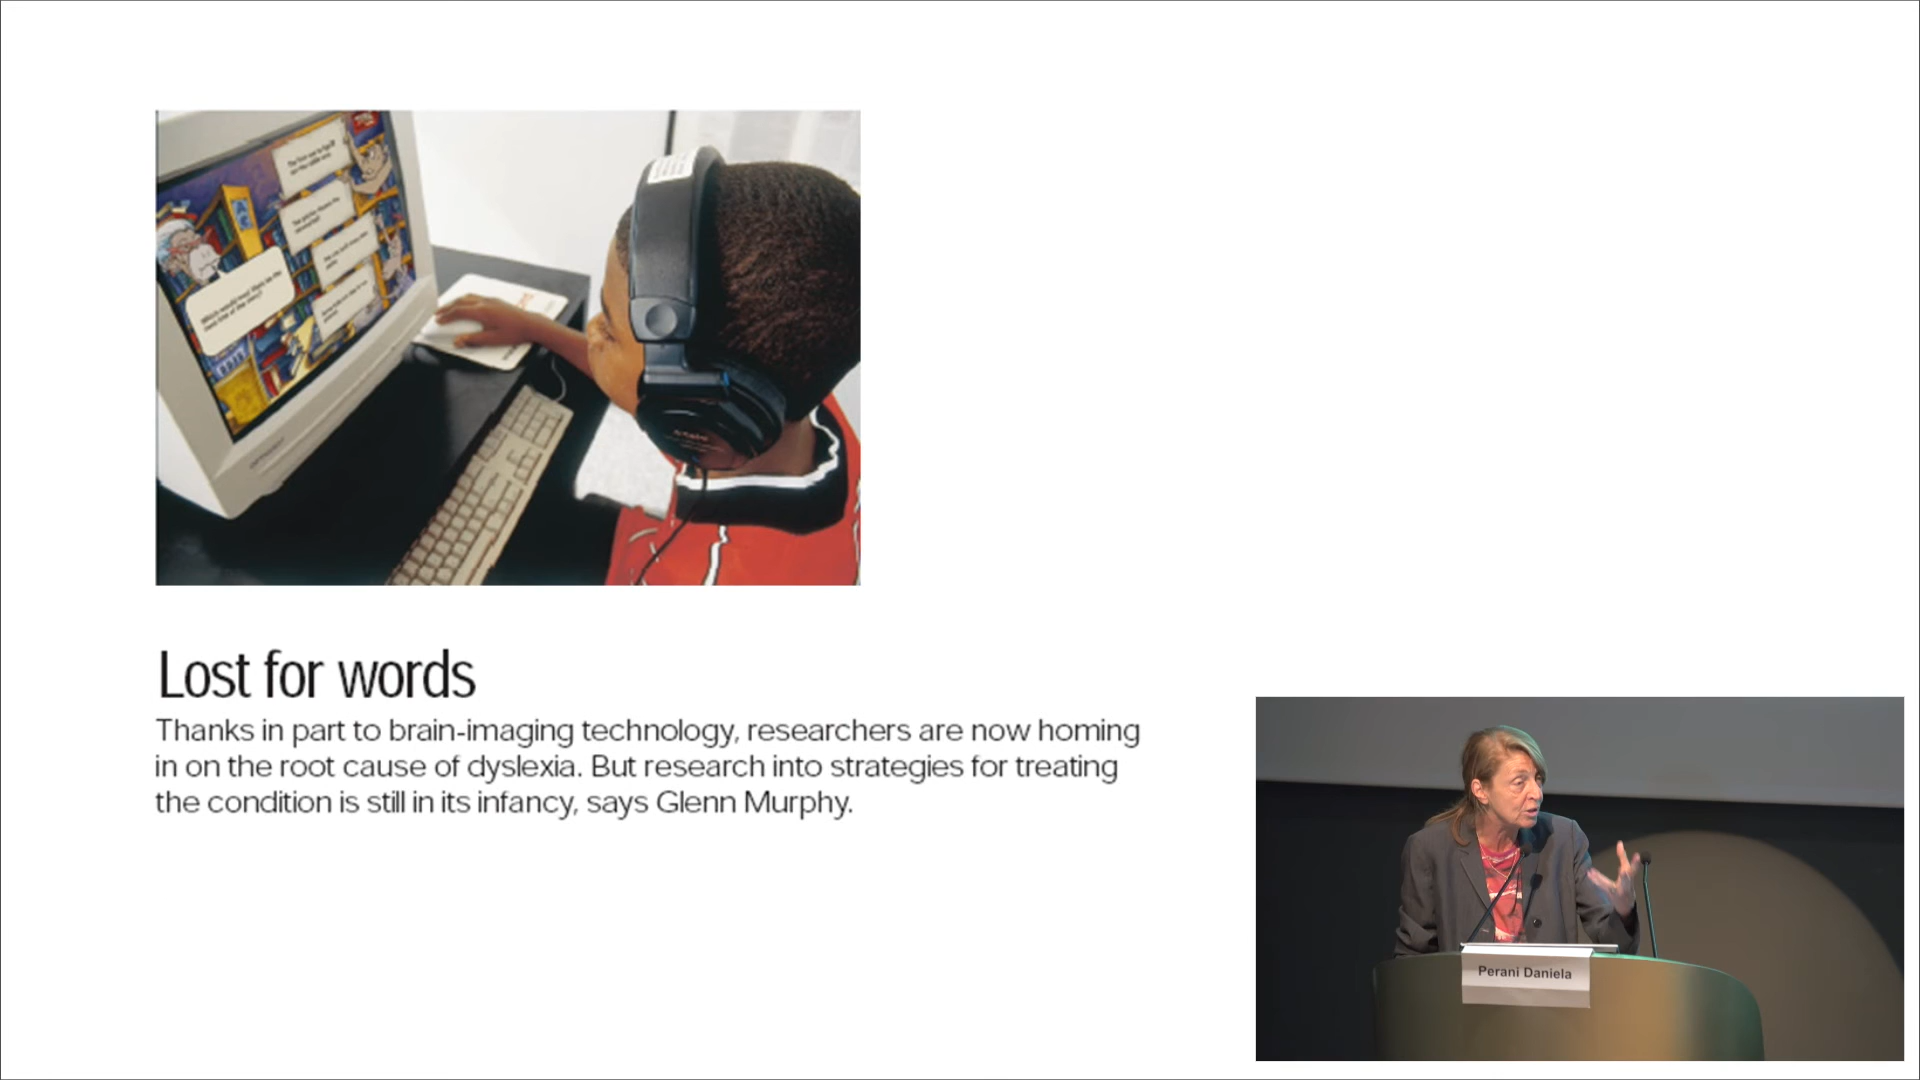 Lost for words
Thanks in part to brain-imaging technology, researchers are now homing
in on the root cause of dyslexia. But research into strategies for treating
the condition is still in its infancy, says Glenn Murphy.
Perani Daniela